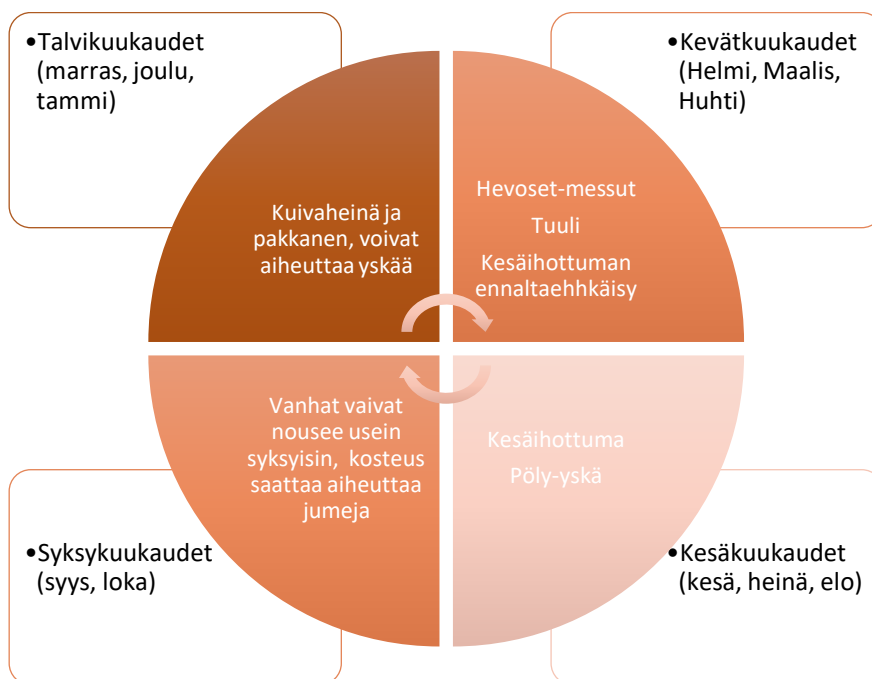 •Talvikuukaudet
(marras, joulu,
tammi)
•Kevätkuukaudet
(Helmi, Maalis,
Huhti)
Kuivaheinä ja
pakkanen, voivat
aiheuttaa yskää
Hevoset-messut
Tuuli
Kesäihottuman
ennaltaehhkäisy
Vanhat vaivat
nousee usein
syksyisin, kosteus
saattaa aiheuttaa
jumeja
Kesäihottuma
Pöly-yskä
•Syksykuukaudet
(syys, loka)
•Kesäkuukaudet
(kesä, heinä, elo)